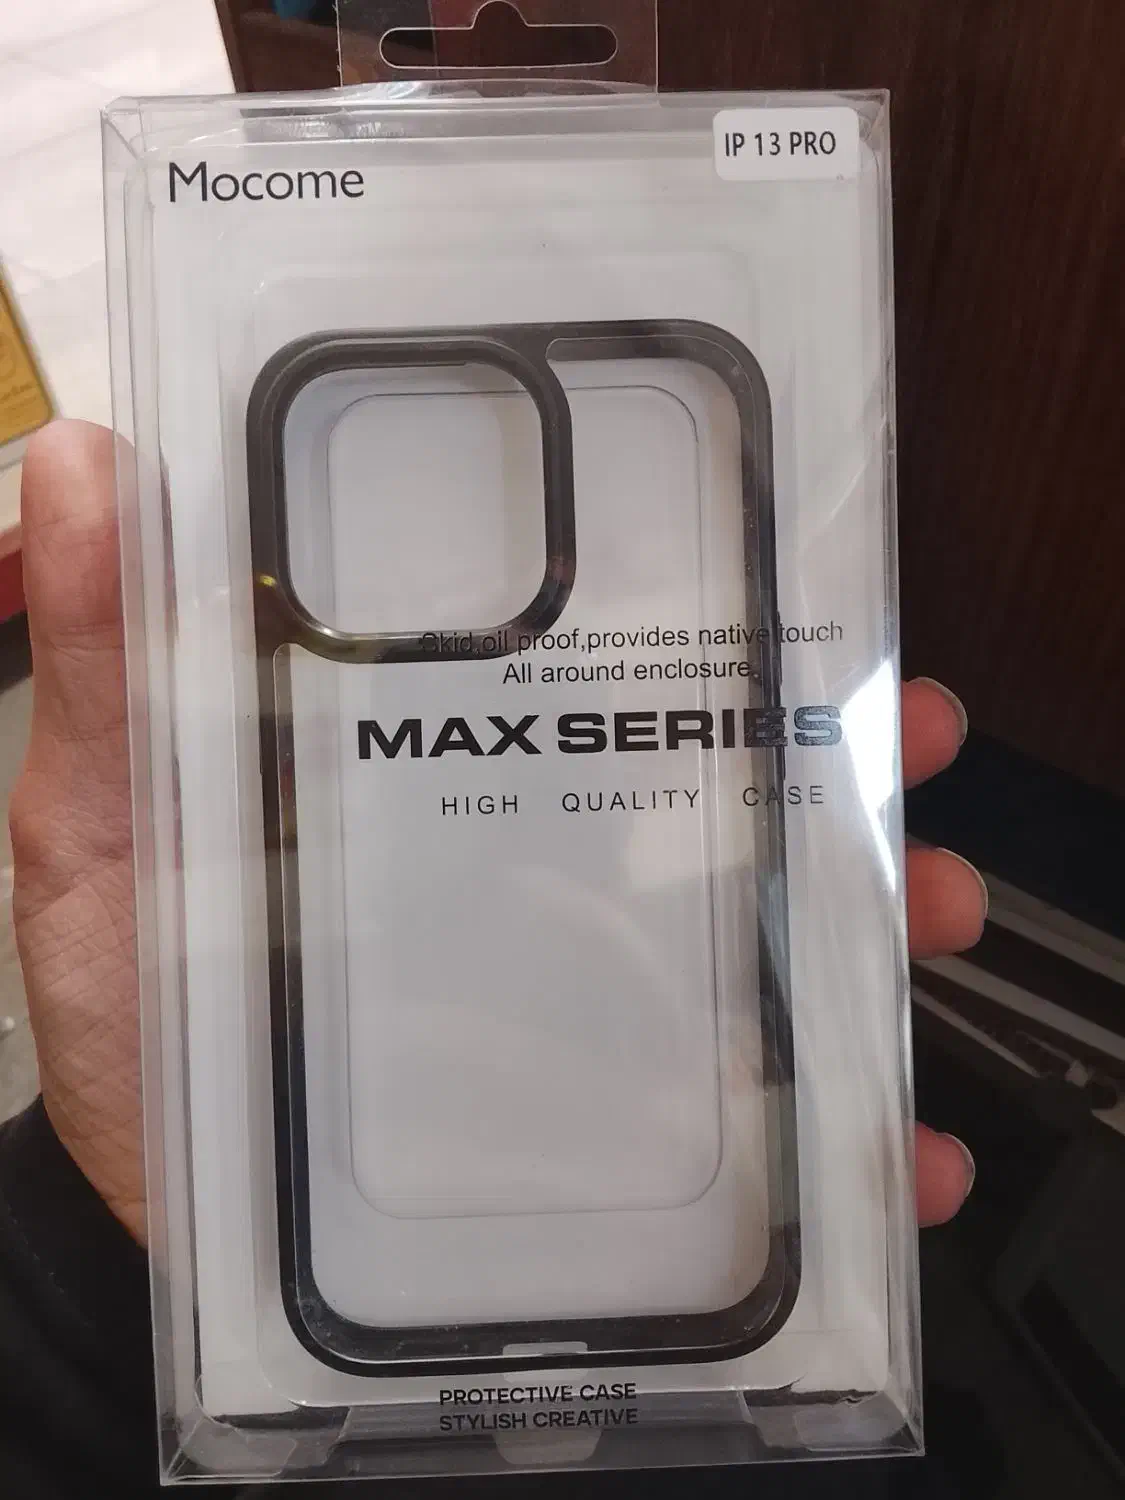 Mocome
IP 13 PRO
Skid,oil proof,provides native touch
All around enclosure.
MAX SERIES
HIGH QUALITY CASE
PROTECTIVE CASE
STYLISH CREATIVE